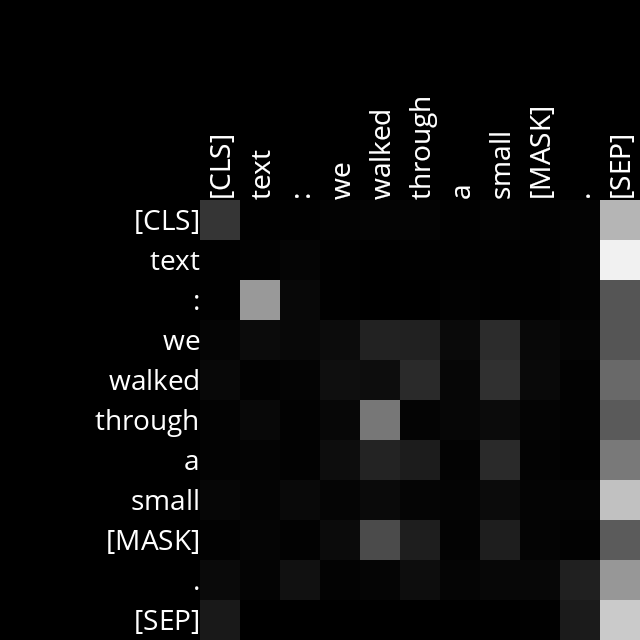 [CLS] text : we walked through a small [MASK] . [SEP]
[CLS]
text
:
we
walked
through
a
small
[MASK]
.
[SEP]